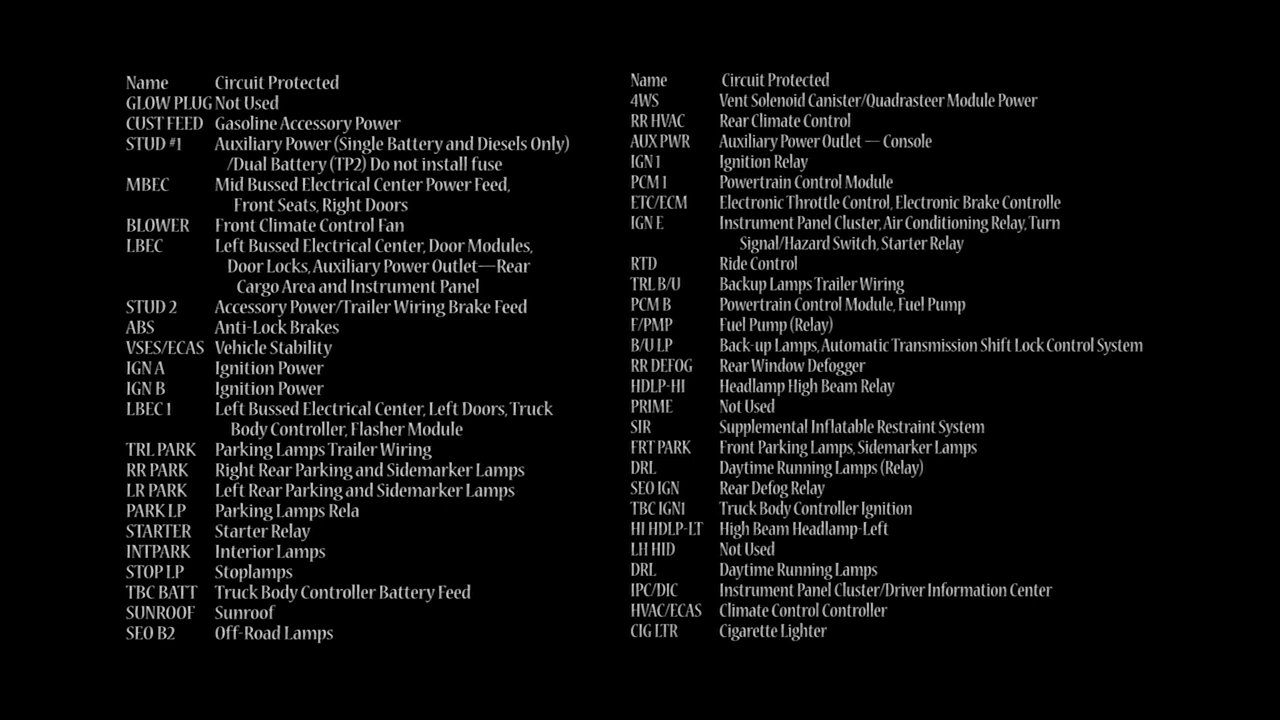 Name Circuit Protected
GLOW PLUG Not Used
CUST FEED Gasoline Accessory Power
STUD #1 Auxiliary Power (Single Battery and Diesels Only)
/Dual Battery (TP2) Do not install fuse
MBEC Mid Bussed Electrical Center Power Feed,
Front Seats, Right Doors
BLOWER Front Climate Control Fan
LBEC Left Bussed Electrical Center, Door Modules,
Door Locks, Auxiliary Power Outlet—Rear
Cargo Area and Instrument Panel
STUD 2 Accessory Power/Trailer Wiring Brake Feed
ABS Anti-Lock Brakes
VSES/ECAS Vehicle Stability
IGN A Ignition Power
IGN B Ignition Power
LBEC 1 Left Bussed Electrical Center, Left Doors, Truck
Body Controller, Flasher Module
TRL PARK Parking Lamps Trailer Wiring
RR PARK Right Rear Parking and Sidemarker Lamps
LR PARK Left Rear Parking and Sidemarker Lamps
PARK LP Parking Lamps Rela
STARTER Starter Relay
INTPARK Interior Lamps
STOP LP Stoplamps
TBC BATT Truck Body Controller Battery Feed
SUNROOF Sunroof
SEO B2 Off-Road Lamps
Name Circuit Protected
4WS Vent Solenoid Canister/Quadrasteer Module Power
RR HVAC Rear Climate Control
AUX PWR Auxiliary Power Outlet — Console
IGN 1 Ignition Relay
PCM 1 Powertrain Control Module
ETC/ECM Electronic Throttle Control, Electronic Brake Controlle
IGN E Instrument Panel Cluster, Air Conditioning Relay, Turn
Signal/Hazard Switch, Starter Relay
RTD Ride Control
TRL B/U Backup Lamps Trailer Wiring
PCM B Powertrain Control Module, Fuel Pump
F/PMP Fuel Pump (Relay)
B/U LP Back-up Lamps, Automatic Transmission Shift Lock Control System
RR DEFOG Rear Window Defogger
HDLP-HI Headlamp High Beam Relay
PRIME Not Used
SIR Supplemental Inflatable Restraint System
FRT PARK Front Parking Lamps, Sidemarker Lamps
DRL Daytime Running Lamps (Relay)
SEO IGN Rear Defog Relay
TBC IGN1 Truck Body Controller Ignition
HI HDLP-LT High Beam Headlamp-Left
LH HID Not Used
DRL Daytime Running Lamps
IPC/DIC Instrument Panel Cluster/Driver Information Center
HVAC/ECAS Climate Control Controller
CIG LTR Cigarette Lighter